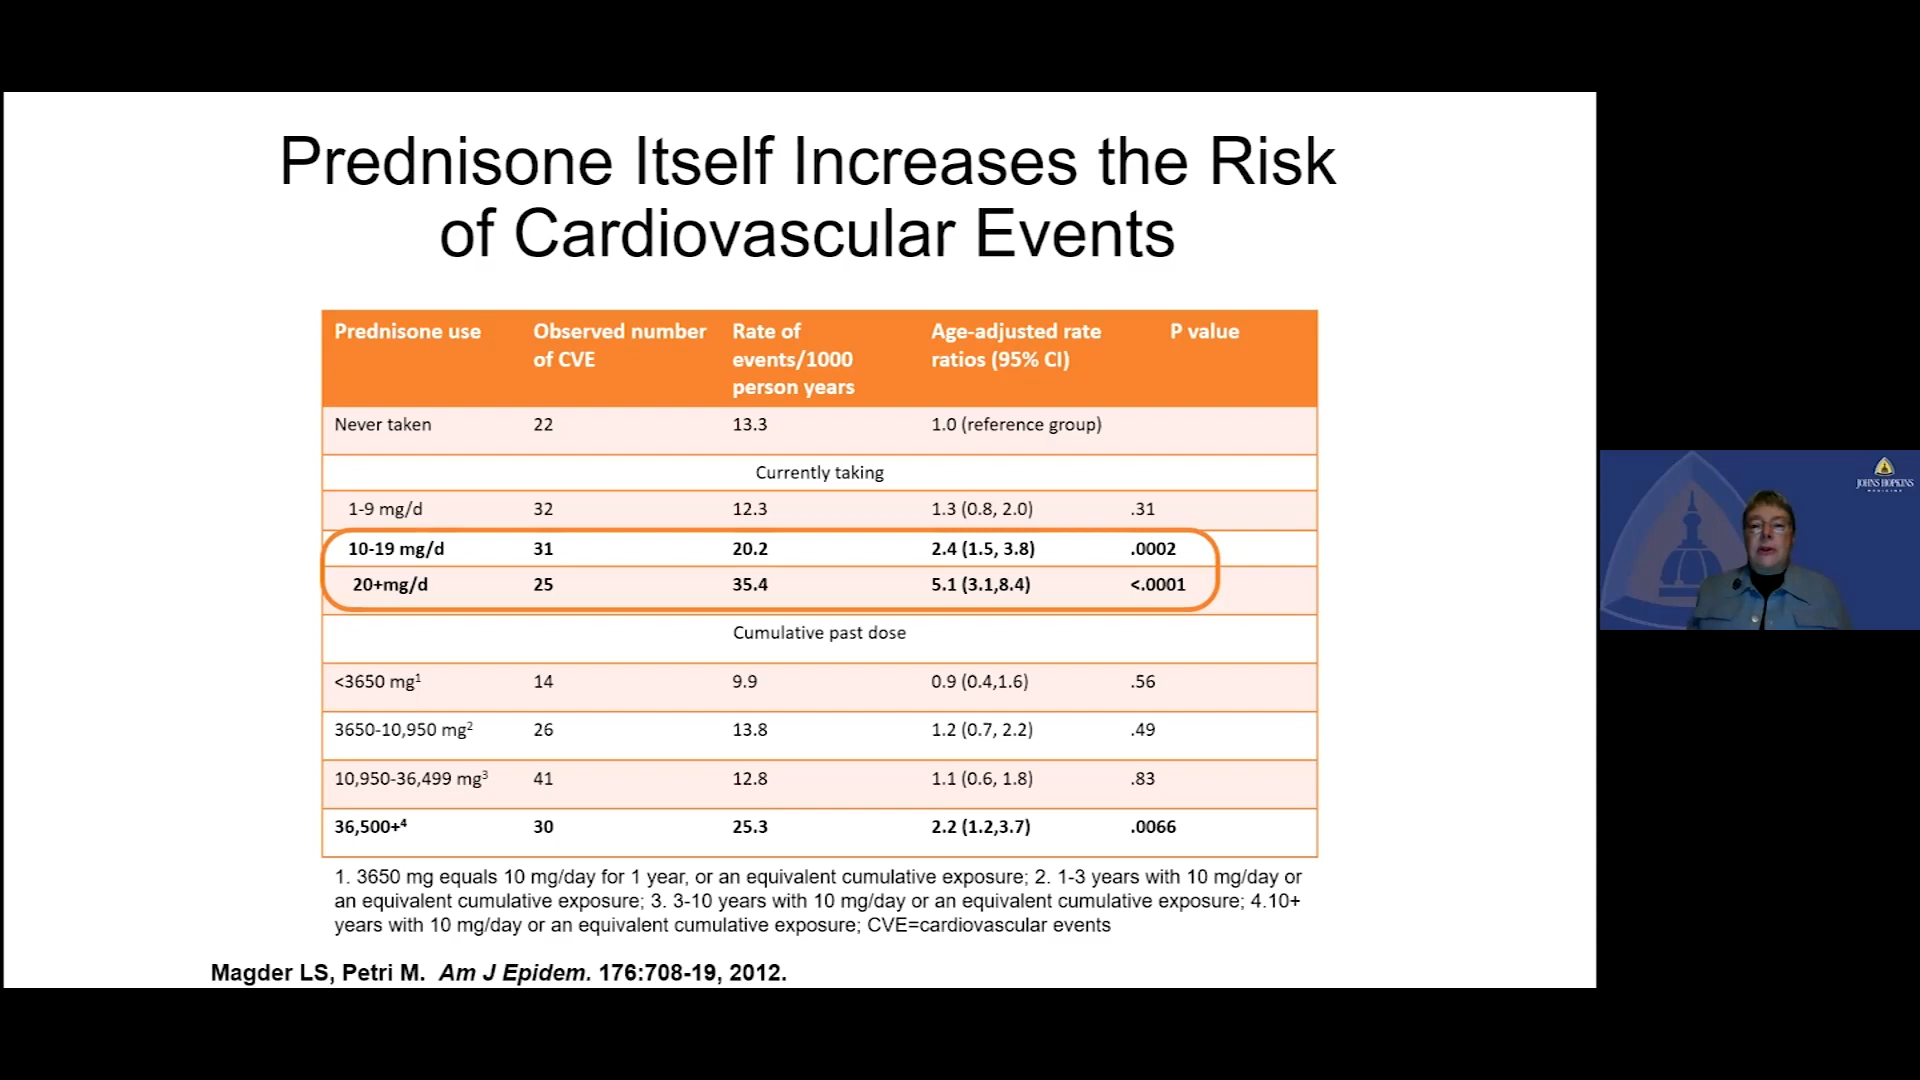 Prednisone Itself Increases the Risk
of Cardiovascular Events
Prednisone use
Observed number
of CVE
Rate of
events/1000
person years
Age-adjusted rate
ratios (95% CI)
P value
Never taken 22 13.3 1.0 (reference group)
Currently taking
1-9 mg/d 32 12.3 1.3 (0.8, 2.0) .31
10-19 mg/d 31 20.2 2.4 (1.5, 3.8) .0002
20+mg/d 25 35.4 5.1 (3.1,8.4) <.0001
Cumulative past dose
<3650 mg¹ 14 9.9 0.9 (0.4,1.6) .56
3650-10,950 mg² 26 13.8 1.2 (0.7, 2.2) .49
10,950-36,499 mg³ 41 12.8 1.1 (0.6, 1.8) .83
36,500+⁴ 30 25.3 2.2 (1.2,3.7) .0066
1. 3650 mg equals 10 mg/day for 1 year, or an equivalent cumulative exposure; 2. 1-3 years with 10 mg/day or
an equivalent cumulative exposure; 3. 3-10 years with 10 mg/day or an equivalent cumulative exposure; 4.10+
years with 10 mg/day or an equivalent cumulative exposure; CVE=cardiovascular events
Magder LS, Petri M. Am J Epidem. 176:708-19, 2012.
JOHNS HOPKINS
MEDICINE